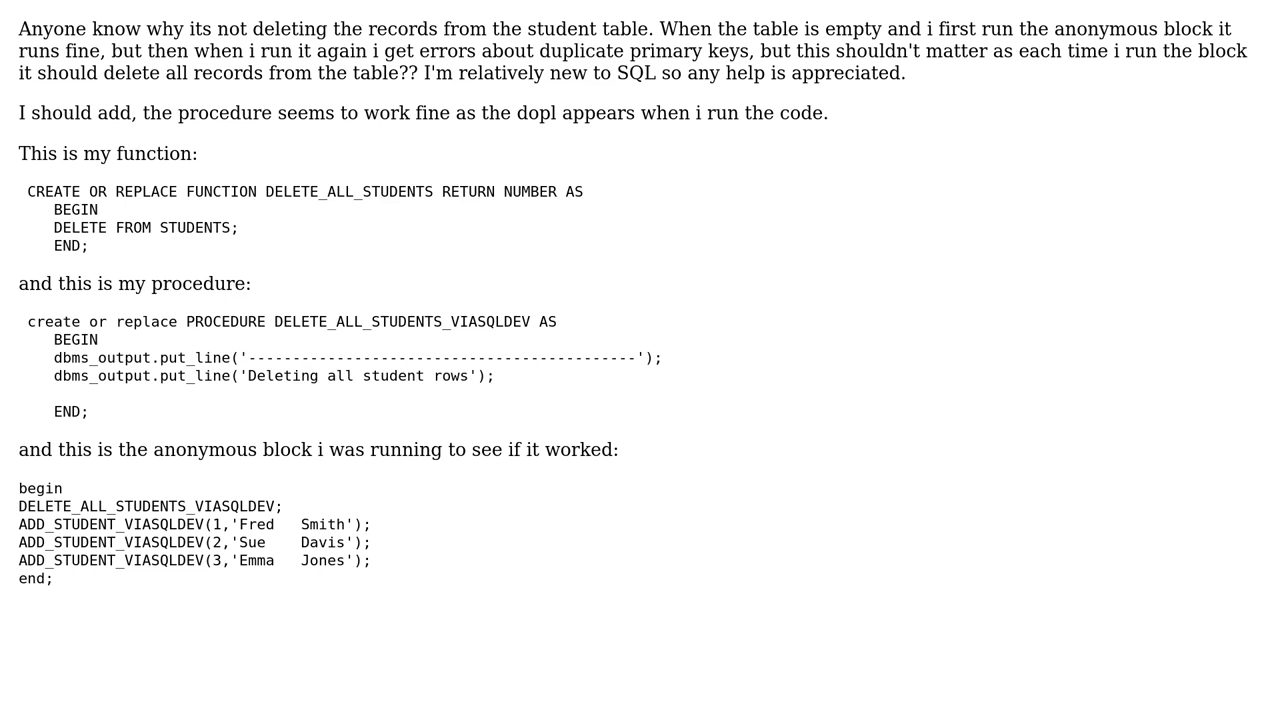 Anyone know why its not deleting the records from the student table. When the table is empty and i first run the anonymous block it
runs fine, but then when i run it again i get errors about duplicate primary keys, but this shouldn't matter as each time i run the block
it should delete all records from the table?? I'm relatively new to SQL so any help is appreciated.
I should add, the procedure seems to work fine as the dopl appears when i run the code.
This is my function:
CREATE OR REPLACE FUNCTION DELETE_ALL_STUDENTS RETURN NUMBER AS
BEGIN
DELETE FROM STUDENTS;
END;
and this is my procedure:
create or replace PROCEDURE DELETE_ALL_STUDENTS_VIASQLDEV AS
BEGIN
dbms_output.put_line('--------------------------------------------');
dbms_output.put_line('Deleting all student rows');
END;
and this is the anonymous block i was running to see if it worked:
begin
DELETE_ALL_STUDENTS_VIASQLDEV;
ADD_STUDENT_VIASQLDEV(1,'Fred   Smith');
ADD_STUDENT_VIASQLDEV(2,'Sue    Davis');
ADD_STUDENT_VIASQLDEV(3,'Emma   Jones');
end;